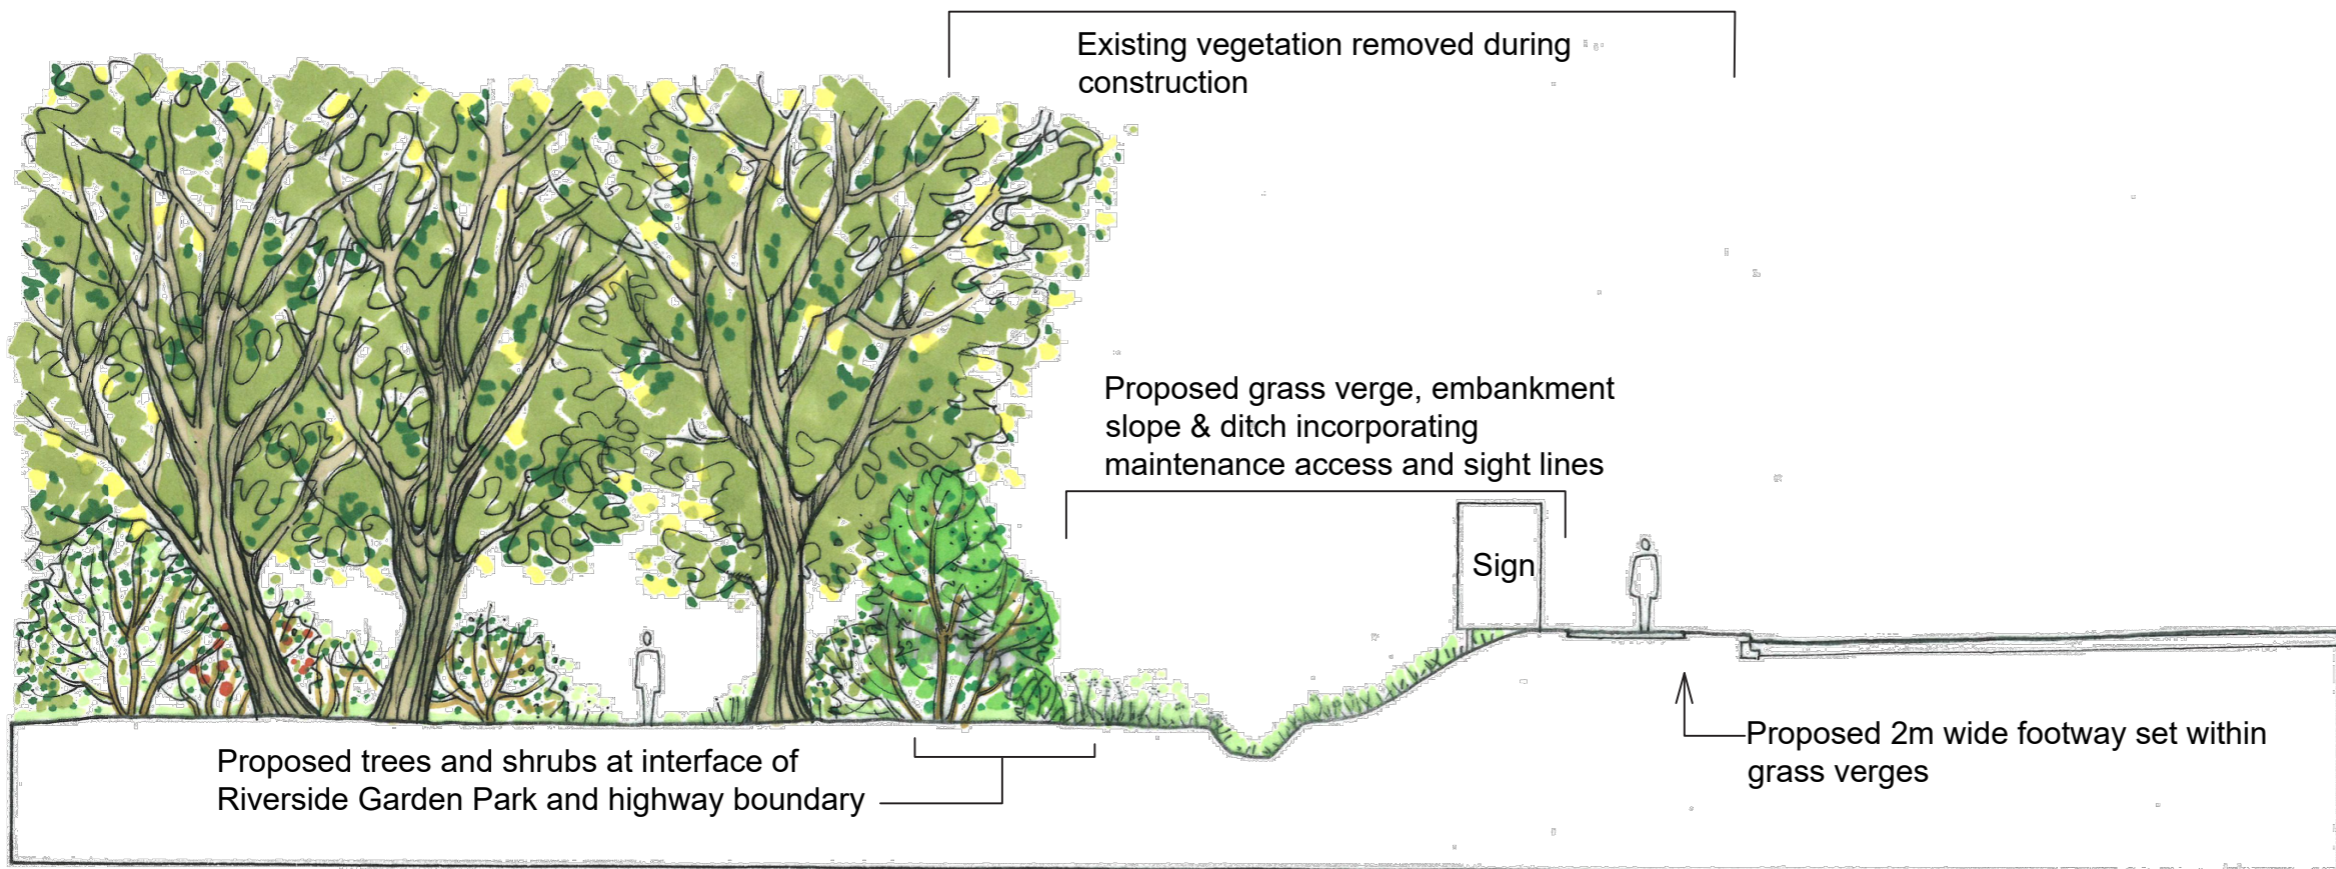 Existing vegetation removed during
construction
Proposed grass verge, embankment
slope & ditch incorporating
maintenance access and sight lines
Sign
Proposed 2m wide footway set within
grass verges
Proposed trees and shrubs at interface of
Riverside Garden Park and highway boundary